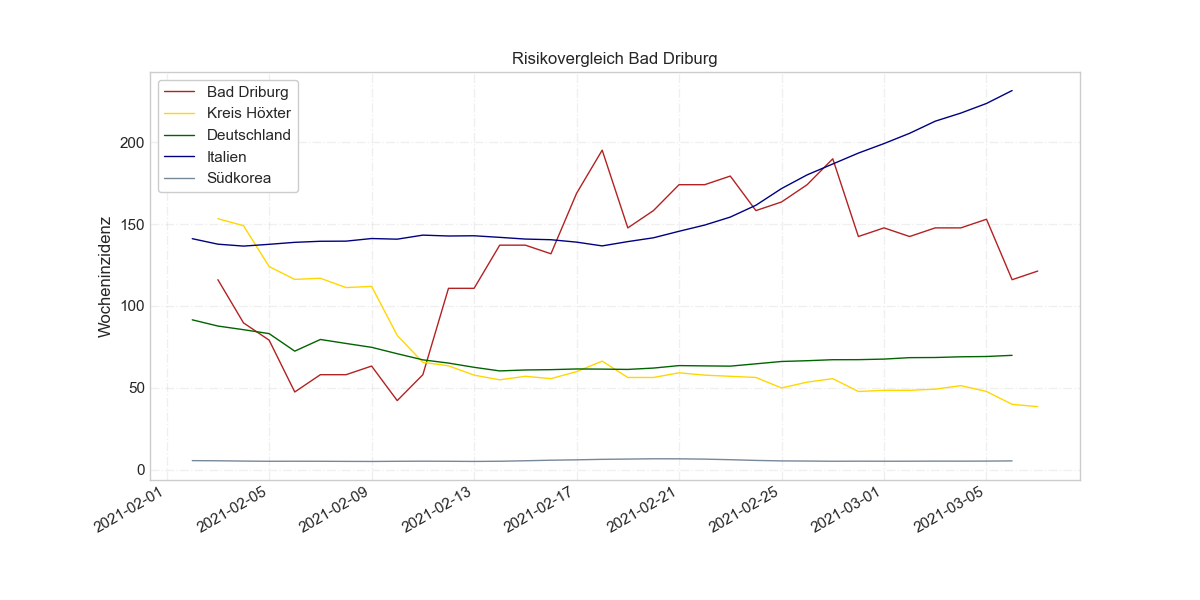 Risikovergleich Bad Driburg
Bad Driburg
Kreis Höxter
Deutschland
Italien
Südkorea
Wocheninzidenz
200
150
100
50
0
2021-02-01
2021-02-05
2021-02-09
2021-02-13
2021-02-17
2021-02-21
2021-02-25
2021-03-01
2021-03-05